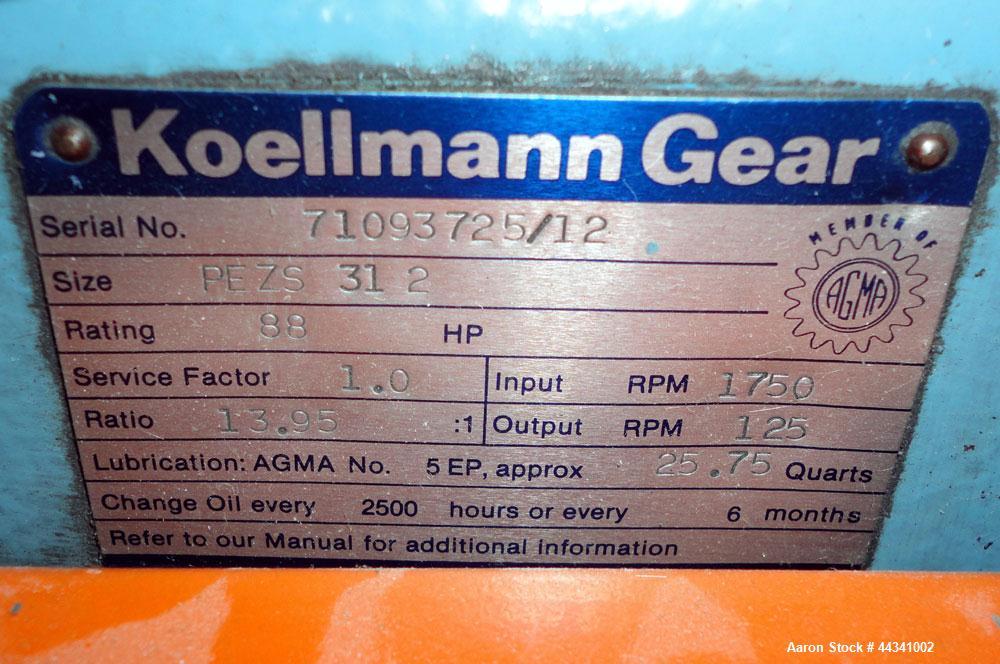 Koellmann Gear
Serial No. 71093725/12
MEMBER OF
AGMA
Size PEZS 31 2
Rating 88 HP
Service Factor 1.0 Input RPM 1750
Ratio 13.95 :1 Output RPM 125
Lubrication: AGMA No. 5 EP, approx 25.75 Quarts
Change Oil every 2500 hours or every 6 months
Refer to our Manual for additional information
Aaron Stock # 44341002